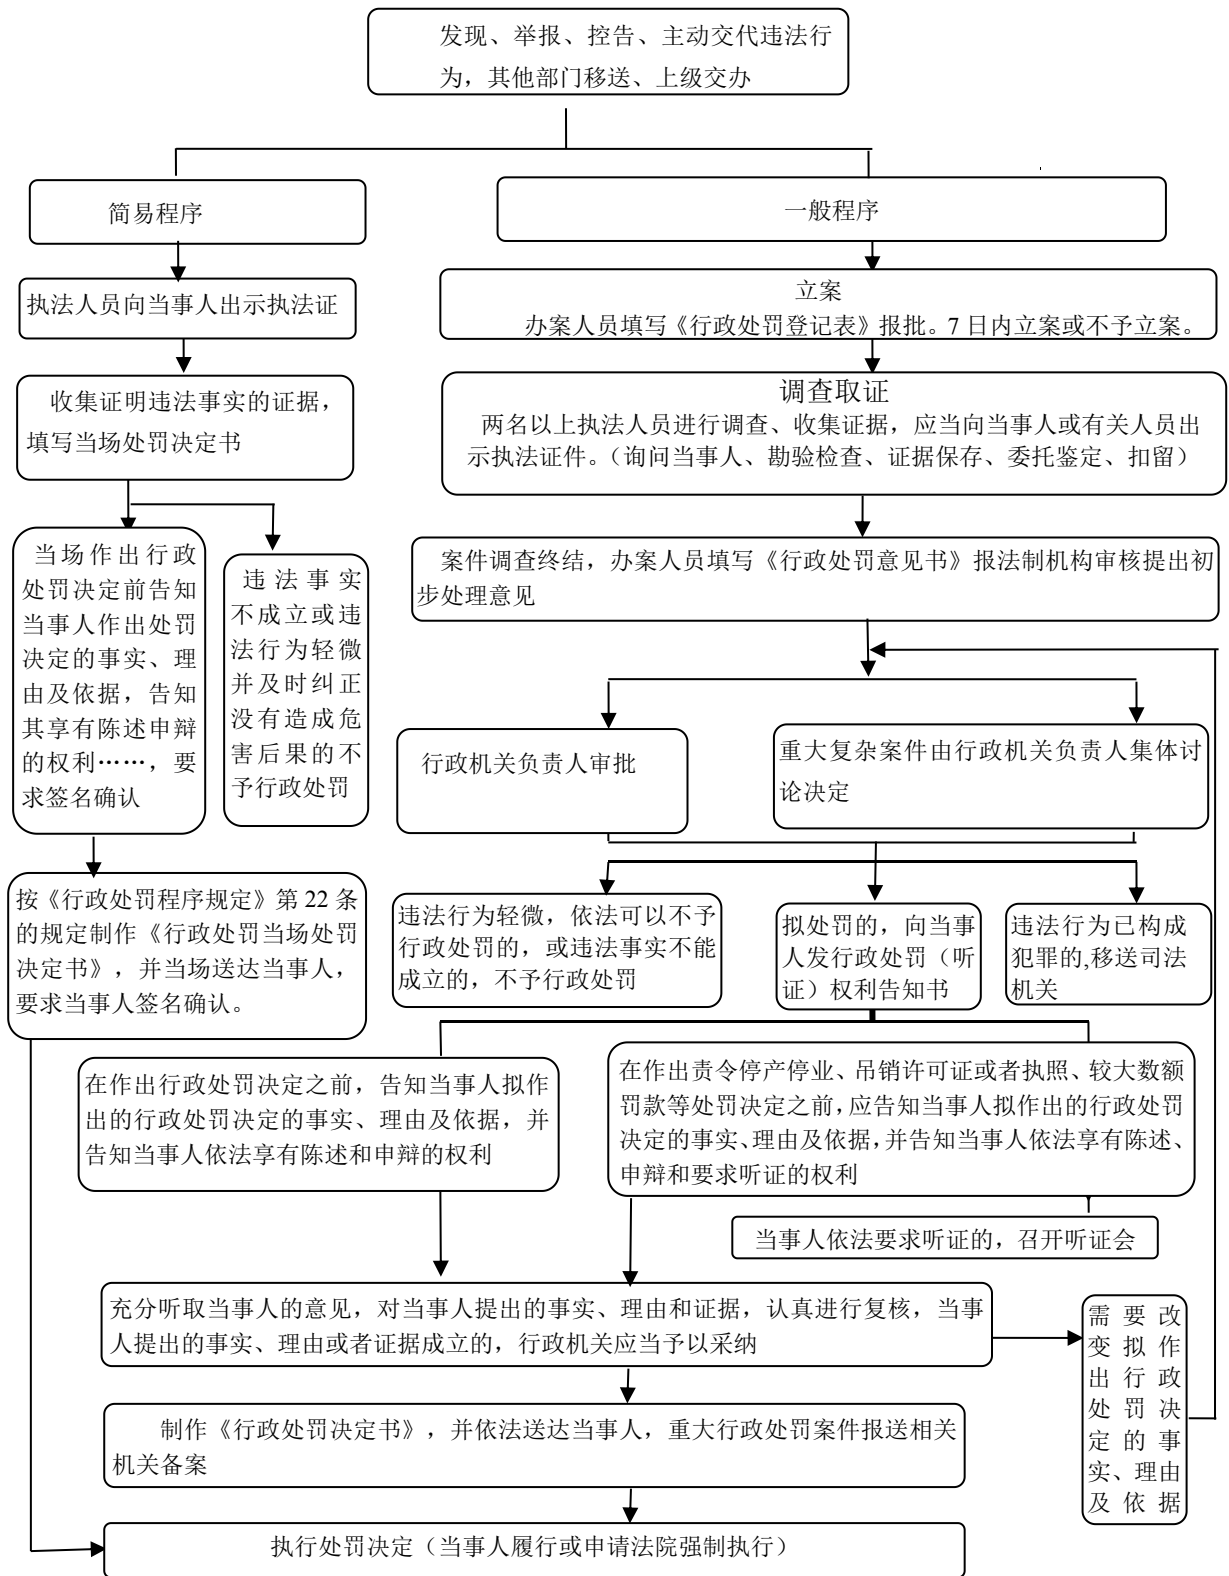 发现、举报、控告、主动交代违法行
为，其他部门移送、上级交办
简易程序
一般程序
执法人员向当事人出示执法证
立案
办案人员填写《行政处罚登记表》报批。7 日内立案或不予立案。
收集证明违法事实的证据，
填写当场处罚决定书
调查取证
两名以上执法人员进行调查、收集证据，应当向当事人或有关人员出
示执法证件。（询问当事人、勘验检查、证据保存、委托鉴定、扣留）
当场作出行政
处罚决定前告知
当事人作出处罚
决定的事实、理
由及依据，告知
其享有陈述申辩
的权利……，要
求签名确认
违法事实
不成立或违
法行为轻微
并及时纠正
没有造成危
害后果的不
予行政处罚
案件调查终结，办案人员填写《行政处罚意见书》报法制机构审核提出初
步处理意见
行政机关负责人审批
重大复杂案件由行政机关负责人集体讨
论决定
按《行政处罚程序规定》第 22 条
的规定制作《行政处罚当场处罚
决定书》，并当场送达当事人，
要求当事人签名确认。
违法行为轻微，依法可以不予
行政处罚的，或违法事实不能
成立的，不予行政处罚
拟处罚的，向当事
人发行政处罚（听
证）权利告知书
违法行为已构成
犯罪的,移送司法
机关
在作出行政处罚决定之前，告知当事人拟作
出的行政处罚决定的事实、理由及依据，并
告知当事人依法享有陈述和申辩的权利
在作出责令停产停业、吊销许可证或者执照、较大数额
罚款等处罚决定之前，应告知当事人拟作出的行政处罚
决定的事实、理由及依据，并告知当事人依法享有陈述、
申辩和要求听证的权利
当事人依法要求听证的，召开听证会
充分听取当事人的意见，对当事人提出的事实、理由和证据，认真进行复核，当事
人提出的事实、理由或者证据成立的，行政机关应当予以采纳
需要改
变拟作
出行政
处罚决
定的事
实、理由
及依据
制作《行政处罚决定书》，并依法送达当事人，重大行政处罚案件报送相关
机关备案
执行处罚决定（当事人履行或申请法院强制执行）